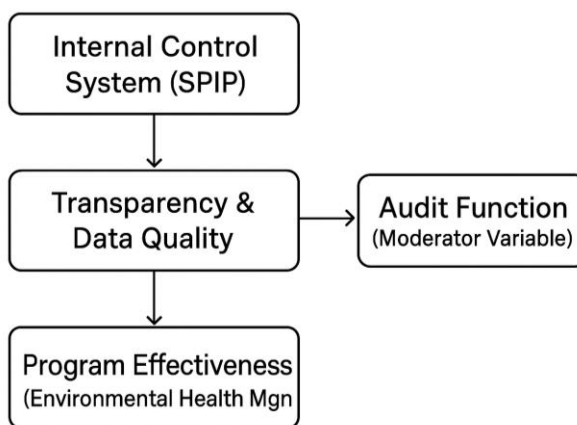 Internal Control
System (SPIP)
Transparency &
Data Quality
Audit Function
(Moderator Variable)
Program Effectiveness
(Environmental Health Mgn